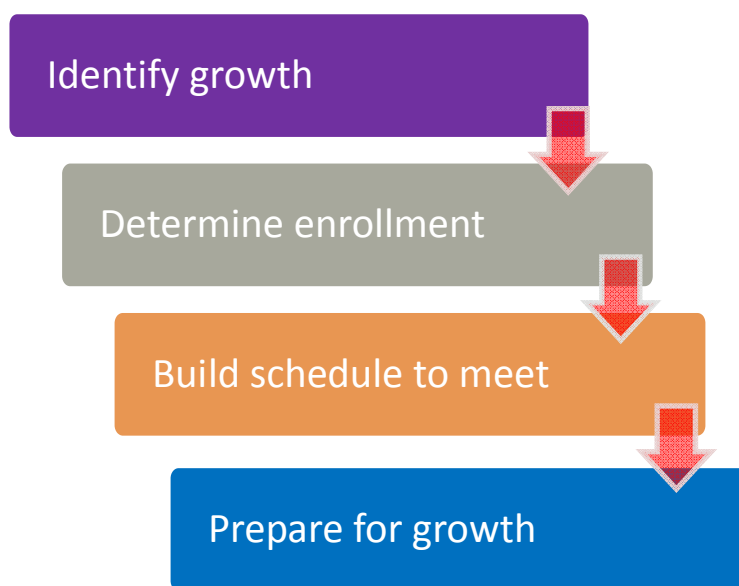 Identify growth
Determine enrollment
Build schedule to meet
Prepare for growth